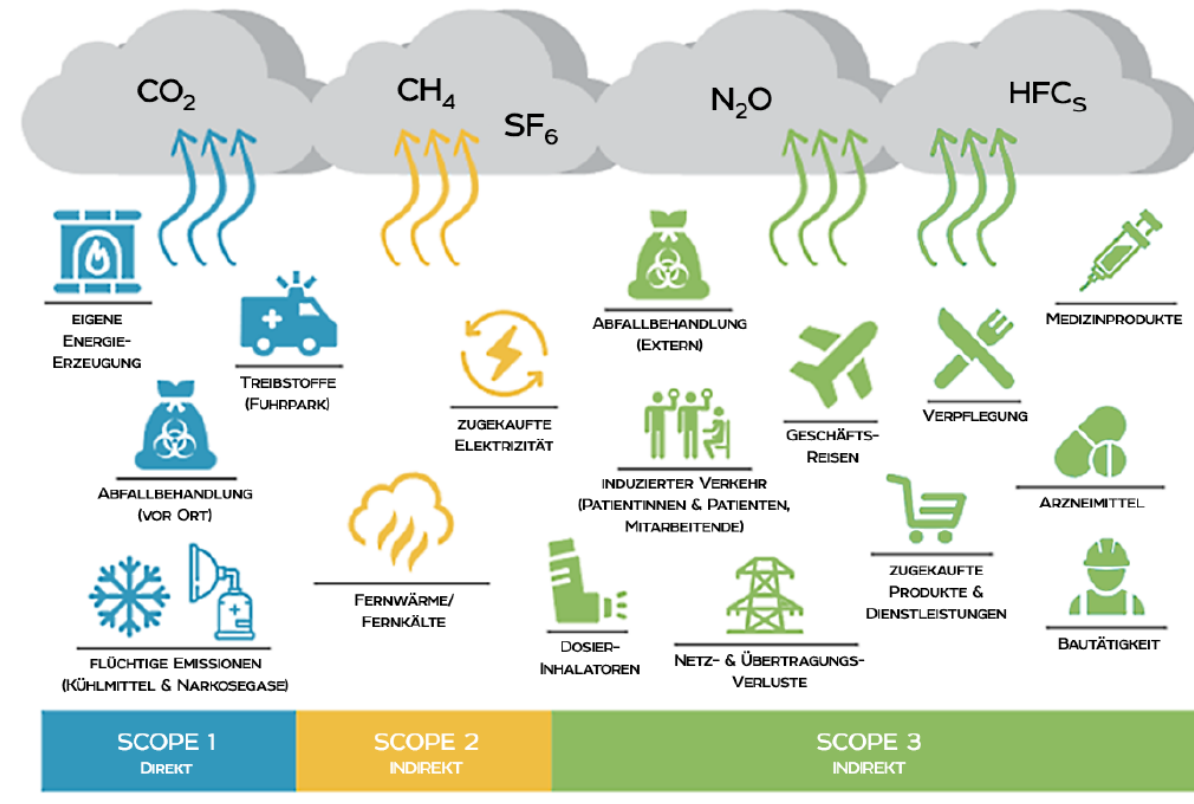 CO₂
CH₄
SF₆
N₂O
HFCs
EIGENE
ENERGIE-
ERZEUGUNG
TREIBSTOFFE
(FUHRPARK)
ABFALLBEHANDLUNG
(VOR ORT)
FLÜCHTIGE EMISSIONEN
(KÜHLMITTEL & NARKOSEGASE)
ZUGEKAUFTE
ELEKTRIZITÄT
FERNWÄRME/
FERNKÄLTE
ABFALLBEHANDLUNG
(EXTERN)
GESCHÄFTS-
REISEN
INDUZIERTER VERKEHR
(PATIENTINNEN & PATIENTEN,
MITARBEITENDE)
DOSIER-
INHALATOREN
NETZ- & ÜBERTRAGUNGS-
VERLUSTE
MEDIZINPRODUKTE
VERPFLEGUNG
ARZNEIMITTEL
ZUGEKAUFTE
PRODUKTE &
DIENSTLEISTUNGEN
BAUTÄTIGKEIT
SCOPE 1
DIREKT
SCOPE 2
INDIREKT
SCOPE 3
INDIREKT